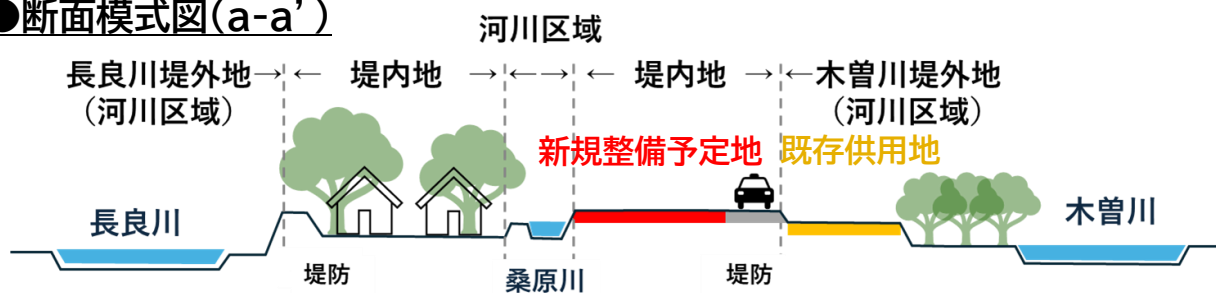 ●断面模式図(a-a’)
河川区域
長良川堤外地→
(河川区域)
← 堤内地 →
←→
← 堤内地 →
←木曽川堤外地
(河川区域)
新規整備予定地
既存供用地
長良川
木曽川
堤防
桑原川
堤防